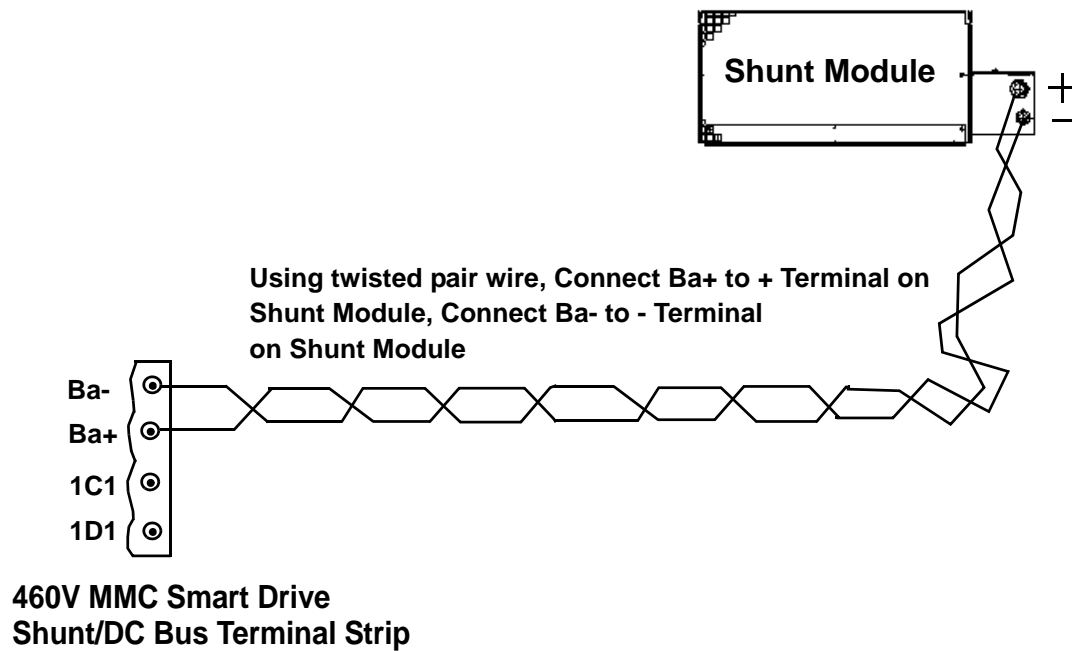 Shunt Module
+
–
Using twisted pair wire, Connect Ba+ to + Terminal on
Shunt Module, Connect Ba- to - Terminal
on Shunt Module
Ba-
Ba+
1C1
1D1
460V MMC Smart Drive
Shunt/DC Bus Terminal Strip